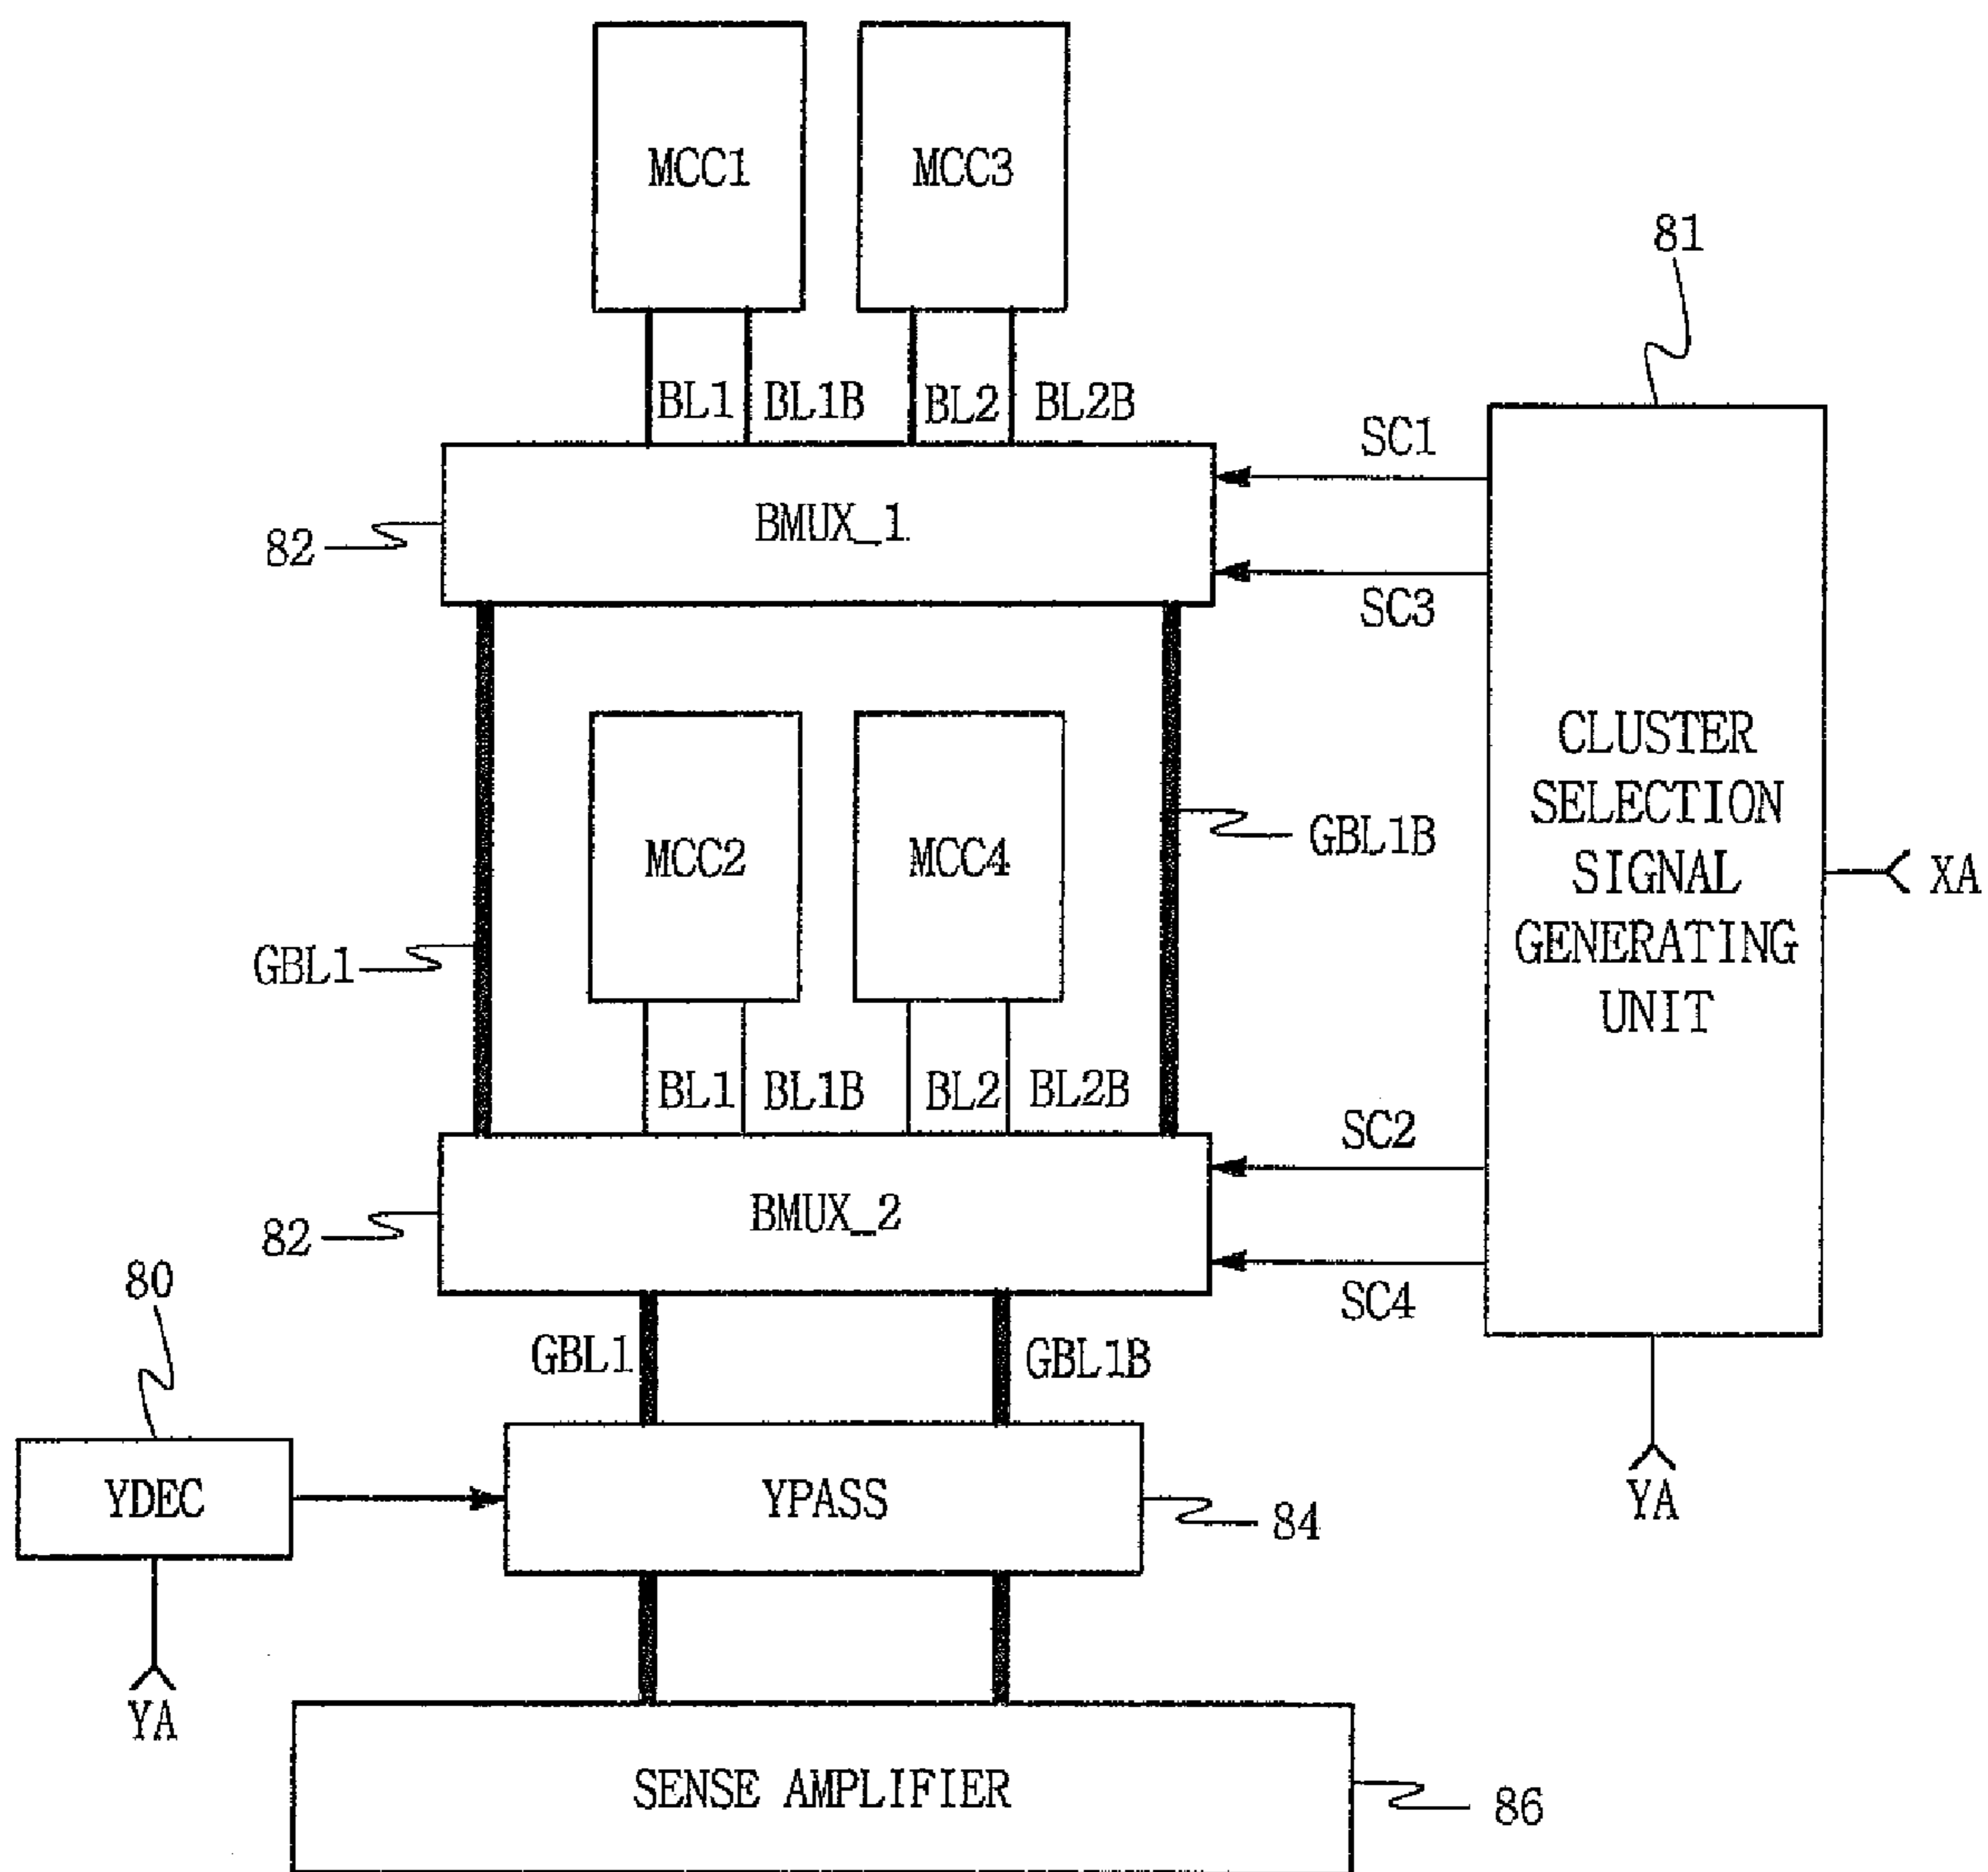 MCC1
MCC3
81
BL1
BL1B
BL2
BL2B
SC1
BMUX_1
82
SC3
CLUSTER
SELECTION
SIGNAL
GENERATING
UNIT
MCC2
MCC4
GBL1B
XA
GBL1
BL1
BL1B
BL2
BL2B
SC2
BMUX_2
82
80
SC4
GBL1
GBL1B
YDEC
YPASS
84
YA
YA
SENSE AMPLIFIER
86